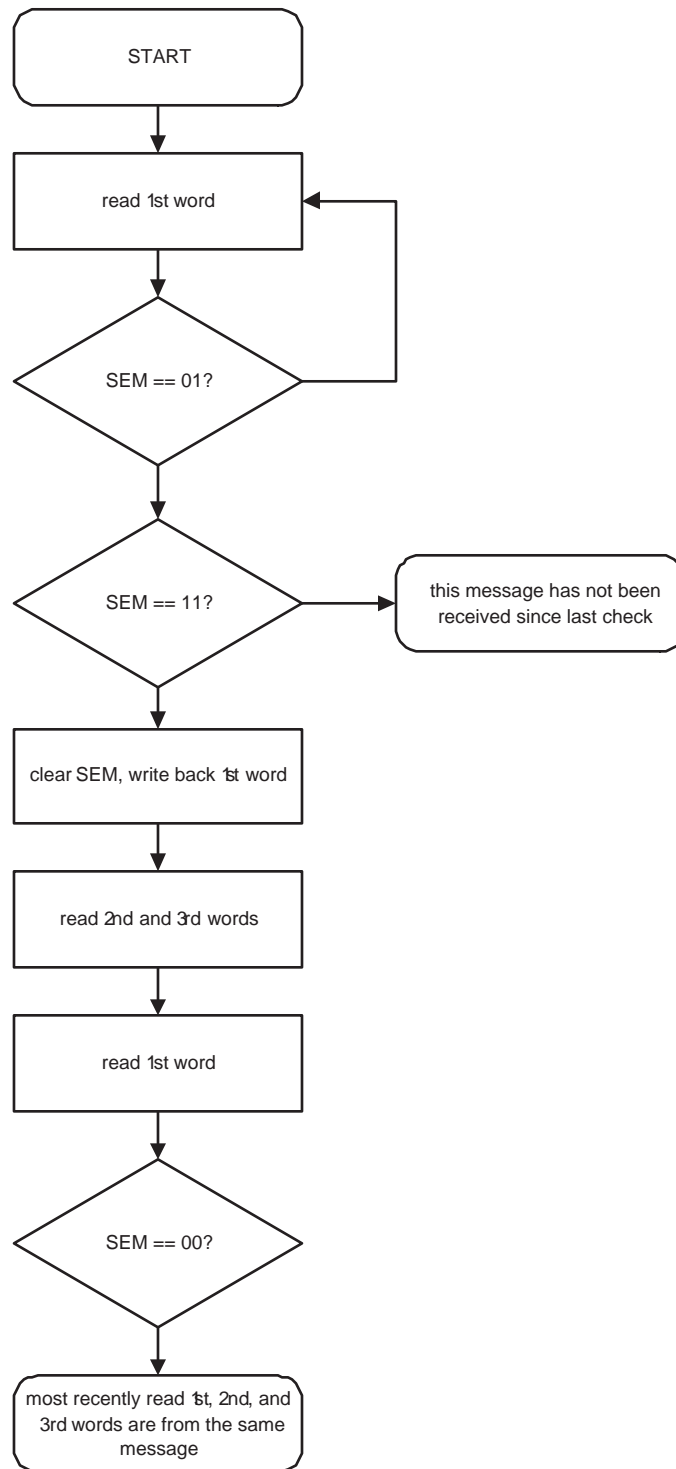 START
read 1st word
SEM == 01?
SEM == 11?
this message has not been
received since last check
clear SEM, write back 1st word
read 2nd and 3rd words
read 1st word
SEM == 00?
most recently read 1st, 2nd, and
3rd words are from the same
message